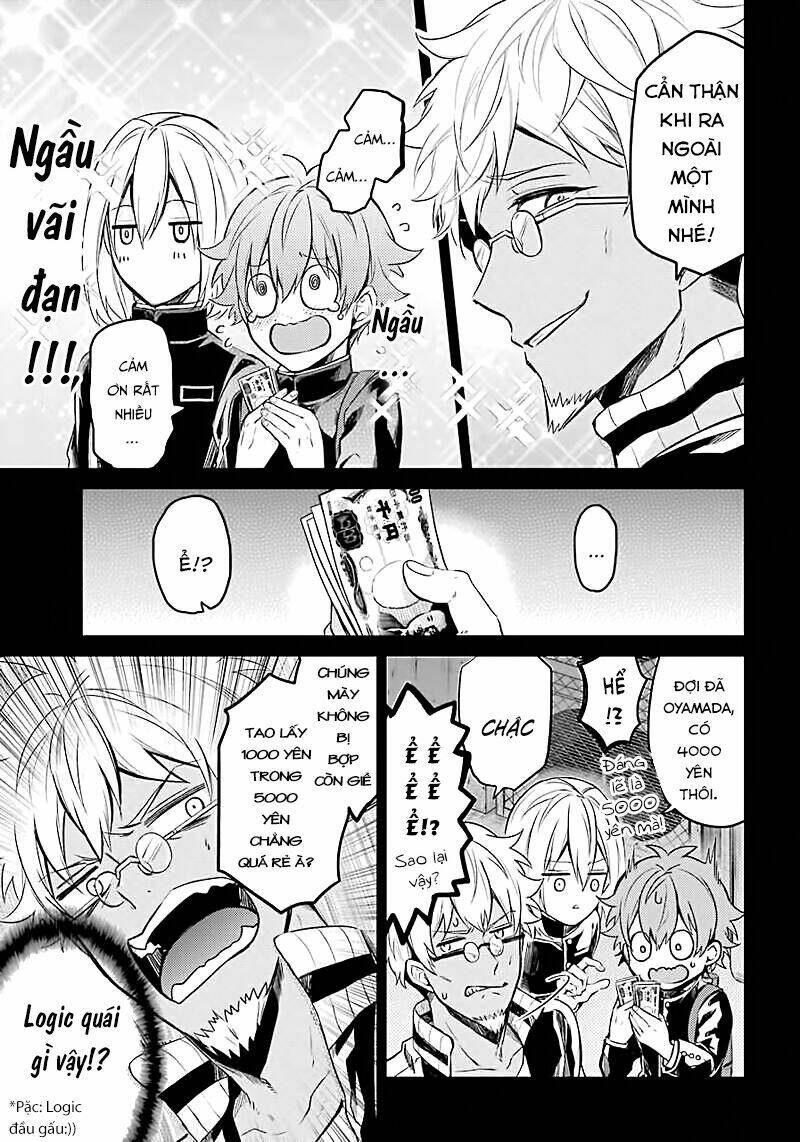 CẨN THẬN
KHI RA
NGOÀI
MỘT
MÌNH
NHÉ!
CẢM...
CẢM...
Ngầu
....
Ngầu
vãi
đạn
!!!,
CẢM
ƠN RẤT
NHIỀU
...
...
Ể!?
ĐỢI ĐÃ
OYAMADA,
CÓ
4000
YÊN
THÔI.
HỂ
!?
Đáng
lẽ là
5000
yên mà!
CHẬC
Ể Ể
Ể Ể
Ể!?
Sao lại
vậy?
CHÚNG
MÀY
KHÔNG
BỊ
BỢP
CÒN GIỀ
TAO LẤY
1000 YÊN
TRONG
5000
YÊN
CHẲNG
QUÁ RẺ À?
Logic quái
gì vậy!?
*Pặc: Logic
đầu gấu:))